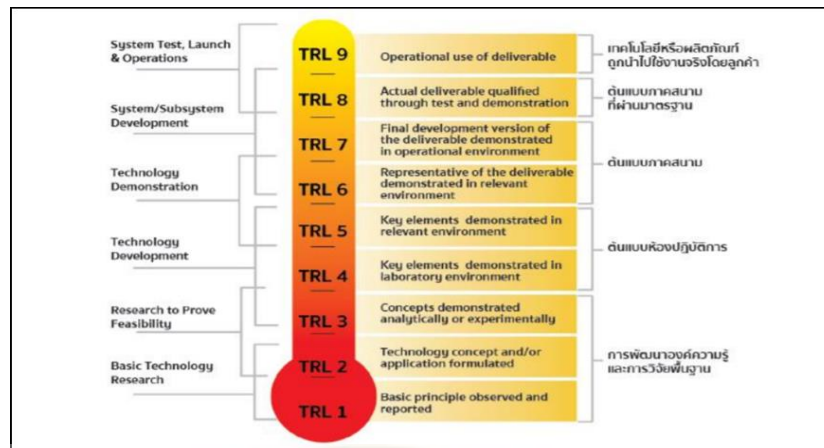 System Test, Launch
& Operations
System/Subsystem
Development
Technology
Demonstration
Technology
Development
Research to Prove
Feasibility
Basic Technology
Research
TRL 9
TRL 8
TRL 7
TRL 6
TRL 5
TRL 4
TRL 3
TRL 2
TRL 1
Operational use of deliverable
Actual deliverable qualified
through test and demonstration
Final development version of
the deliverable demonstrated
in operational environment
Representative of the deliverable
demonstrated in relevant
environment
Key elements demonstrated in
relevant environment
Key elements demonstrated in
laboratory environment
Concepts demonstrated
analytically or experimentally
Technology concept and/or
application formulated
Basic principle observed and
reported
เทคโนโลยีหรือผลิตภัณฑ์
ถูกนำไปใช้งานจริงโดยลูกค้า
ต้นแบบภาคสนาม
ที่ผ่านมาตรฐาน
ต้นแบบภาคสนาม
ต้นแบบห้องปฏิบัติการ
การพัฒนาองค์ความรู้
และการวิจัยพื้นฐาน